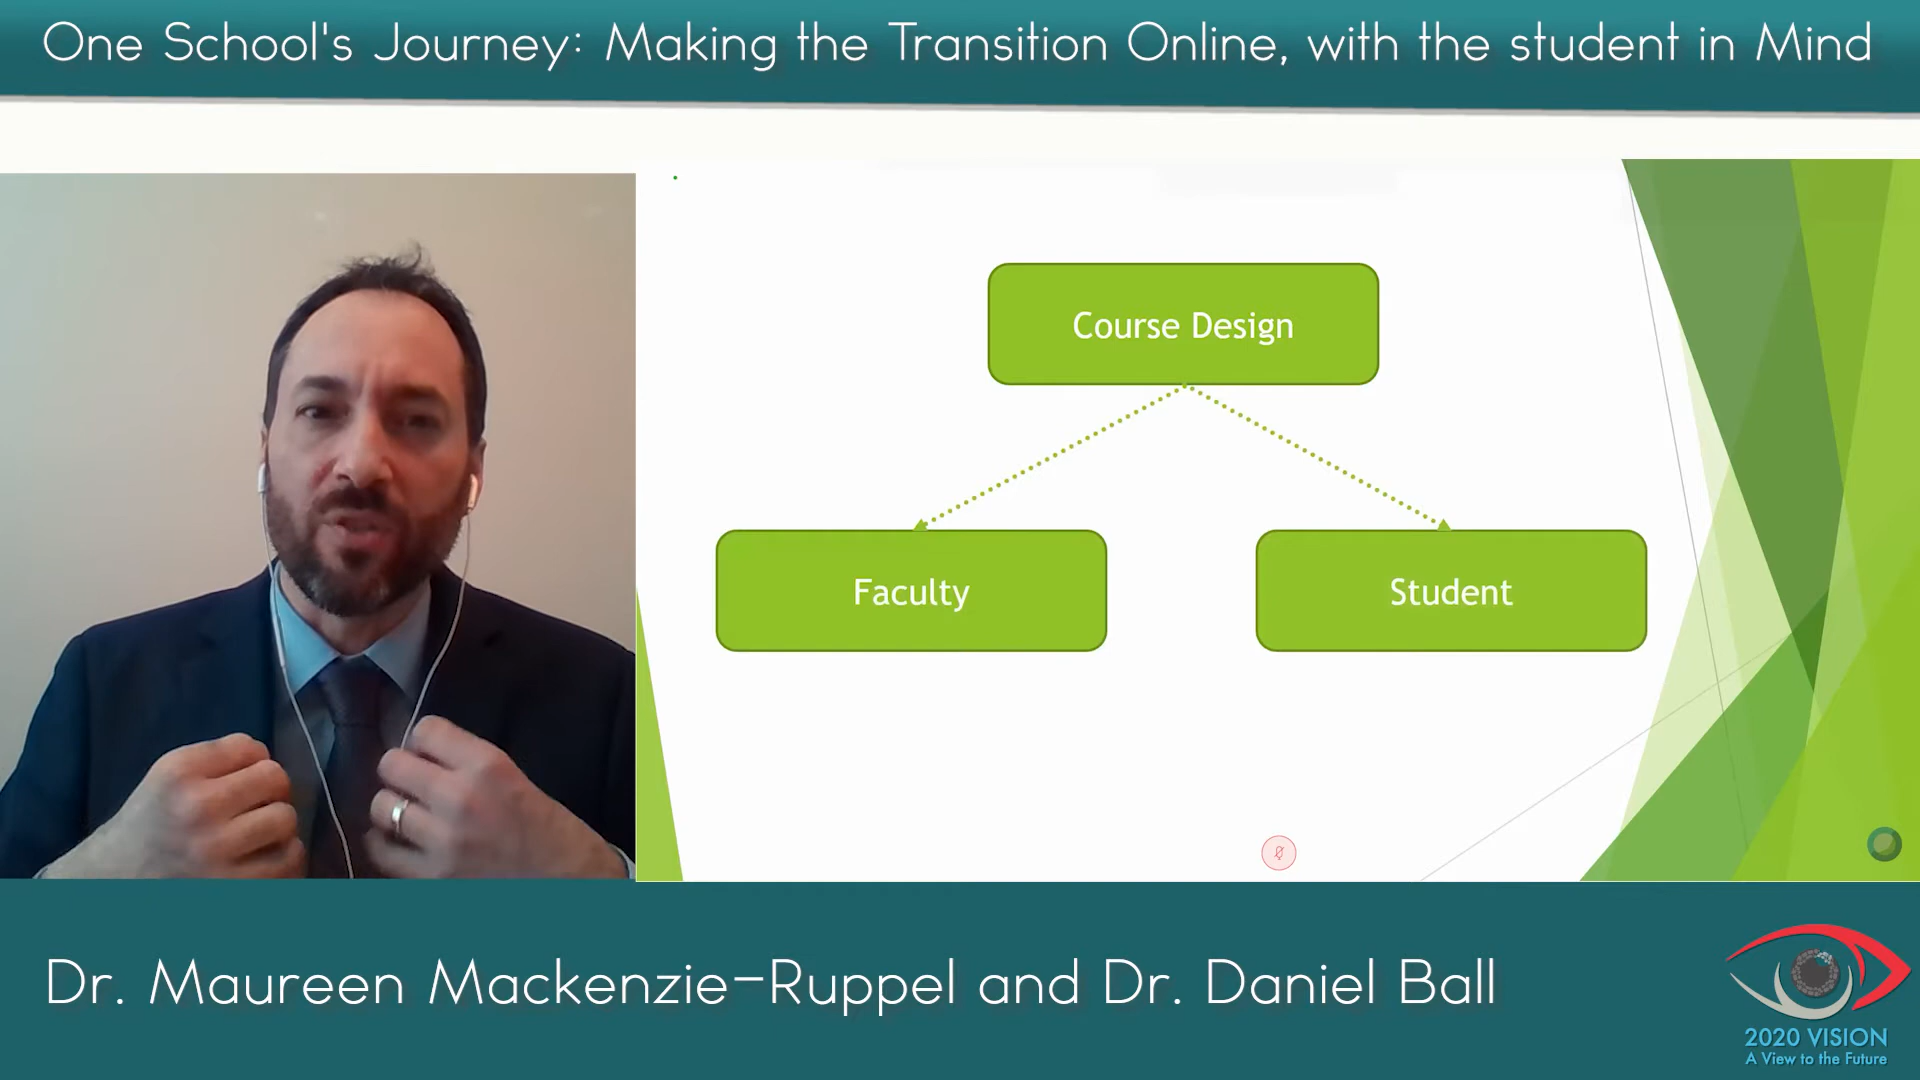 One School's Journey: Making the Transition Online, with the student in Mind
Course Design
Faculty
Student
Dr. Maureen Mackenzie-Ruppel and Dr. Daniel Ball
2020 VISION
A View to the Future